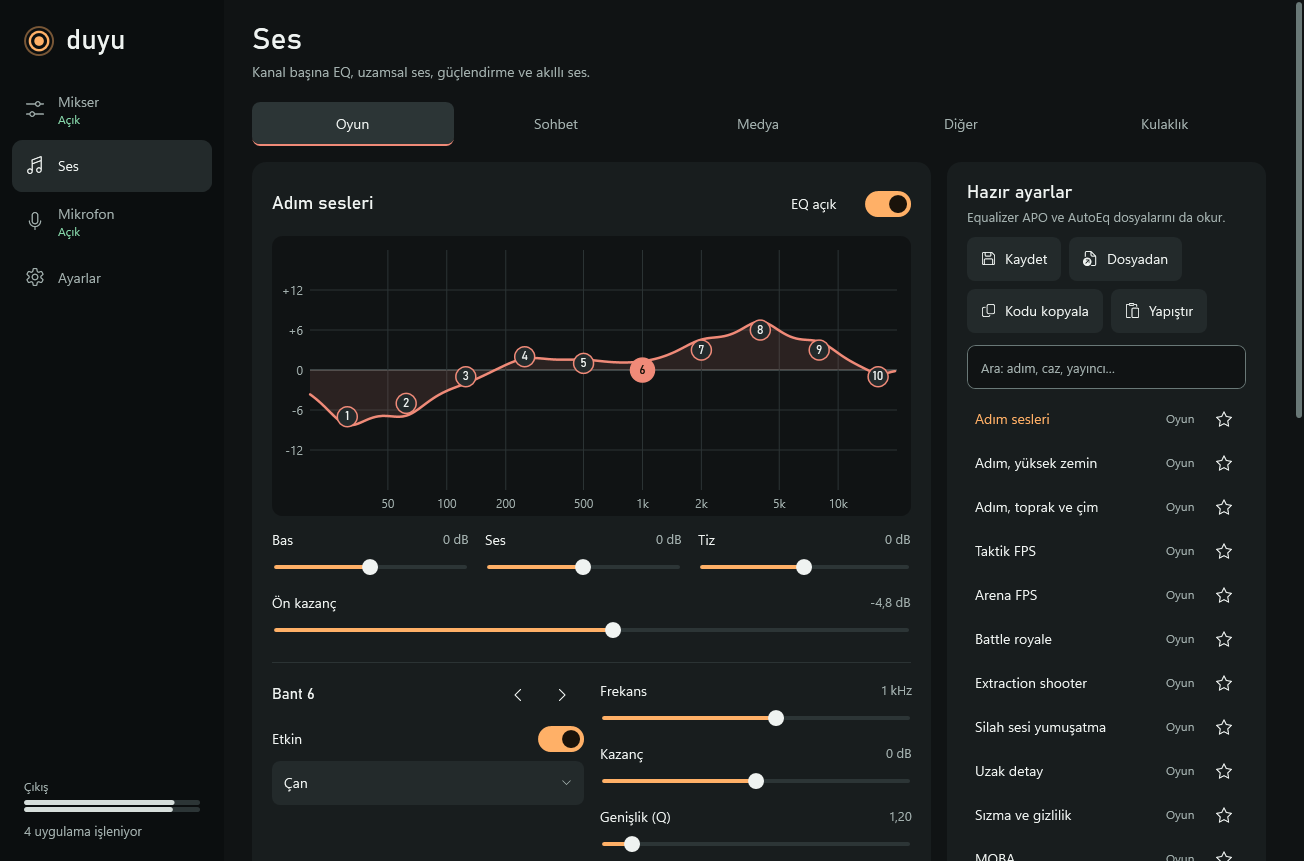 duyu
Mikser
Açık
Ses
Mikrofon
Açık
Ayarlar
Çıkış
4 uygulama işleniyor
Ses
Kanal başına EQ, uzamsal ses, güçlendirme ve akıllı ses.
Oyun Sohbet Medya Diğer Kulaklık
Adım sesleri EQ açık
+12
+6
0
-6
-12
1 2 3 4 5 6 7 8 9 10
50 100 200 500 1k 2k 5k 10k
Bas 0 dB Ses 0 dB Tiz 0 dB
Ön kazanç -4,8 dB
Bant 6
Etkin
Çan
Frekans 1 kHz
Kazanç 0 dB
Genişlik (Q) 1,20
Hazır ayarlar
Equalizer APO ve AutoEq dosyalarını da okur.
Kaydet Dosyadan
Kodu kopyala Yapıştır
Ara: adım, caz, yayıncı...
Adım sesleri Oyun
Adım, yüksek zemin Oyun
Adım, toprak ve çim Oyun
Taktik FPS Oyun
Arena FPS Oyun
Battle royale Oyun
Extraction shooter Oyun
Silah sesi yumuşatma Oyun
Uzak detay Oyun
Sızma ve gizlilik Oyun
MOBA Oyun